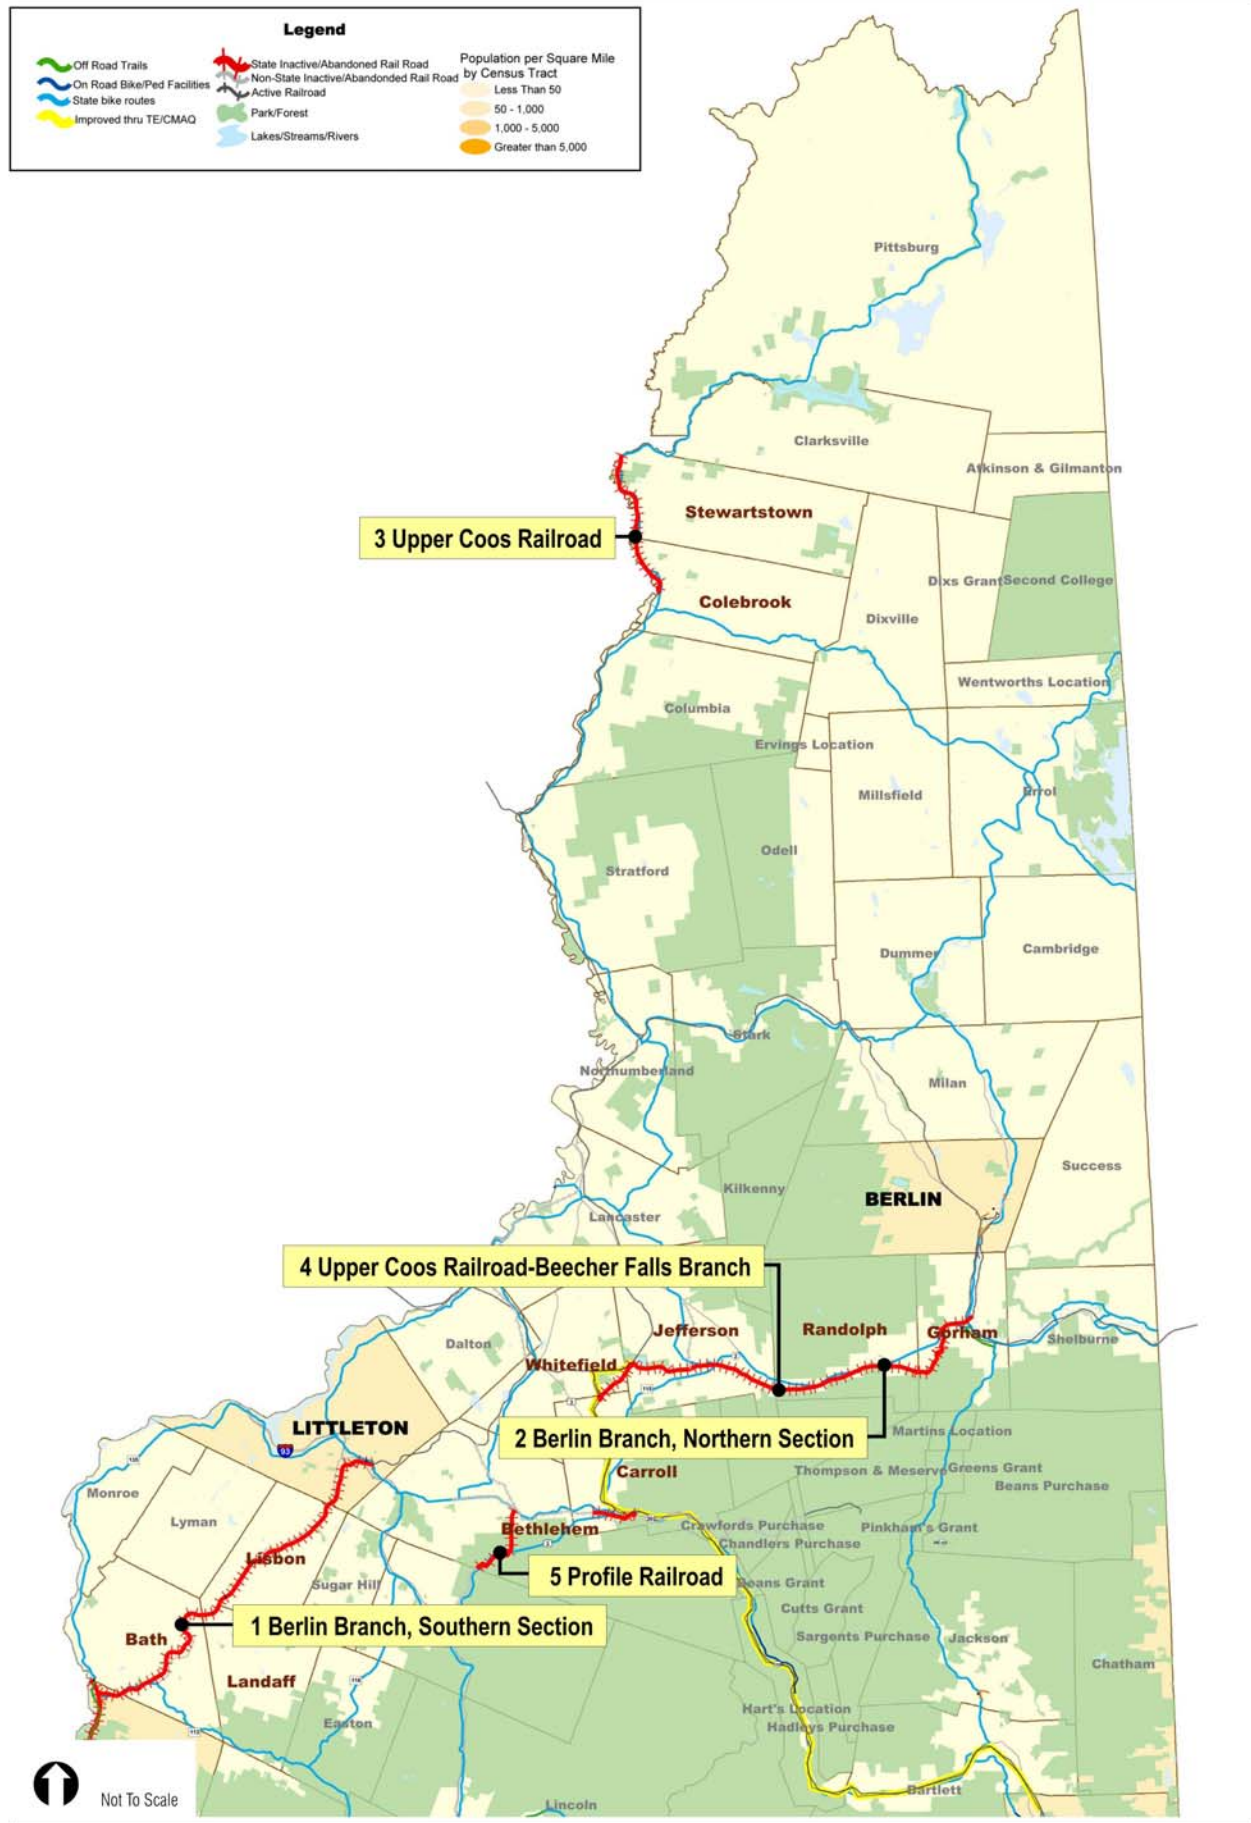 Legend
Off Road Trails
On Road Bike/Ped Facilities
State bike routes
Improved thru TE/CMAQ
State Inactive/Abandoned Rail Road
Non-State Inactive/Abandonded Rail Road
Active Railroad
Park/Forest
Lakes/Streams/Rivers
Population per Square Mile
by Census Tract
Less Than 50
50 - 1,000
1,000 - 5,000
Greater than 5,000
Pittsburg
Clarksville
Atkinson & Gilmanton
Stewartstown
3 Upper Coos Railroad
Dixs Grant
Second College
Colebrook
Dixville
Wentworths Location
Columbia
Ervings Location
Millsfield
Errol
Odell
Stratford
Dummer
Cambridge
Stark
Northumberland
Milan
Success
Kilkenny
BERLIN
Lancaster
4 Upper Coos Railroad-Beecher Falls Branch
Jefferson
Randolph
Gorham
Shelburne
Dalton
Whitefield
2
115
3
LITTLETON
93
2 Berlin Branch, Northern Section
Martins Location
135
Carroll
Thompson & Meserve
Greens Grant
Beans Purchase
Monroe
Lyman
Bethlehem
Crawfords Purchase
Pinkham's Grant
Chandlers Purchase
Lisbon
Sugar Hill
5 Profile Railroad
Beans Grant
Cutts Grant
1 Berlin Branch, Southern Section
Bath
Sargents Purchase
Jackson
Chatham
Landaff
116
Hart's Location
Easton
Hadleys Purchase
112
Bartlett
Lincoln
Not To Scale